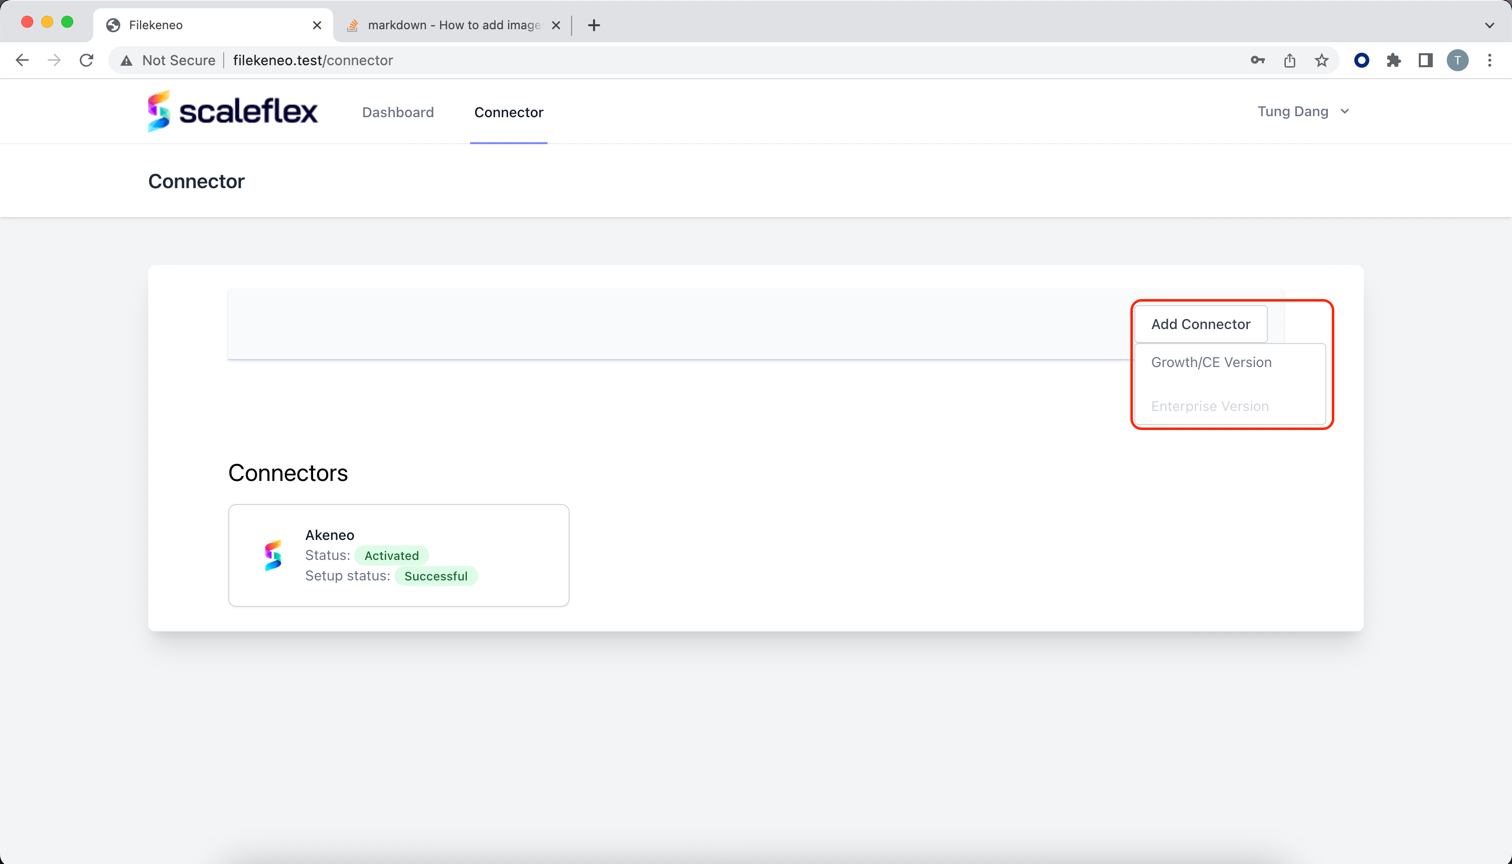 Filekeneo
markdown - How to add image
Not Secure
filekeneo.test/connector
T
scaleflex
Dashboard
Connector
Tung Dang
Connector
Add Connector
Growth/CE Version
Enterprise Version
Connectors
Akeneo
Status: Activated
Setup status: Successful